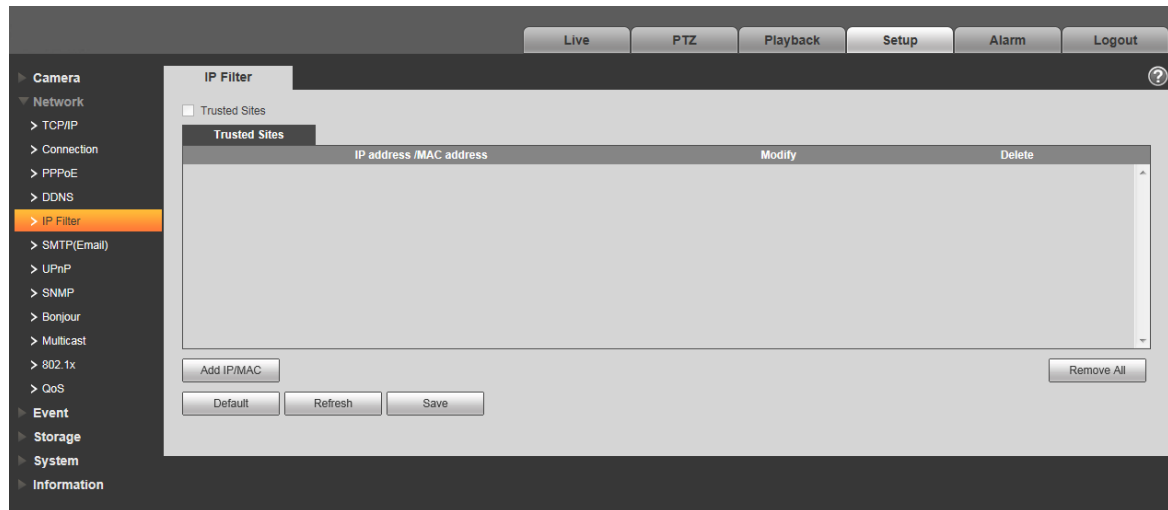 Live PTZ Playback Setup Alarm Logout
Camera
Network
TCP/IP
Connection
PPPoE
DDNS
IP Filter
SMTP(Email)
UPnP
SNMP
Bonjour
Multicast
802.1x
QoS
Event
Storage
System
Information
IP Filter
?
Trusted Sites
Trusted Sites
IP address /MAC address Modify Delete
Add IP/MAC Remove All
Default Refresh Save